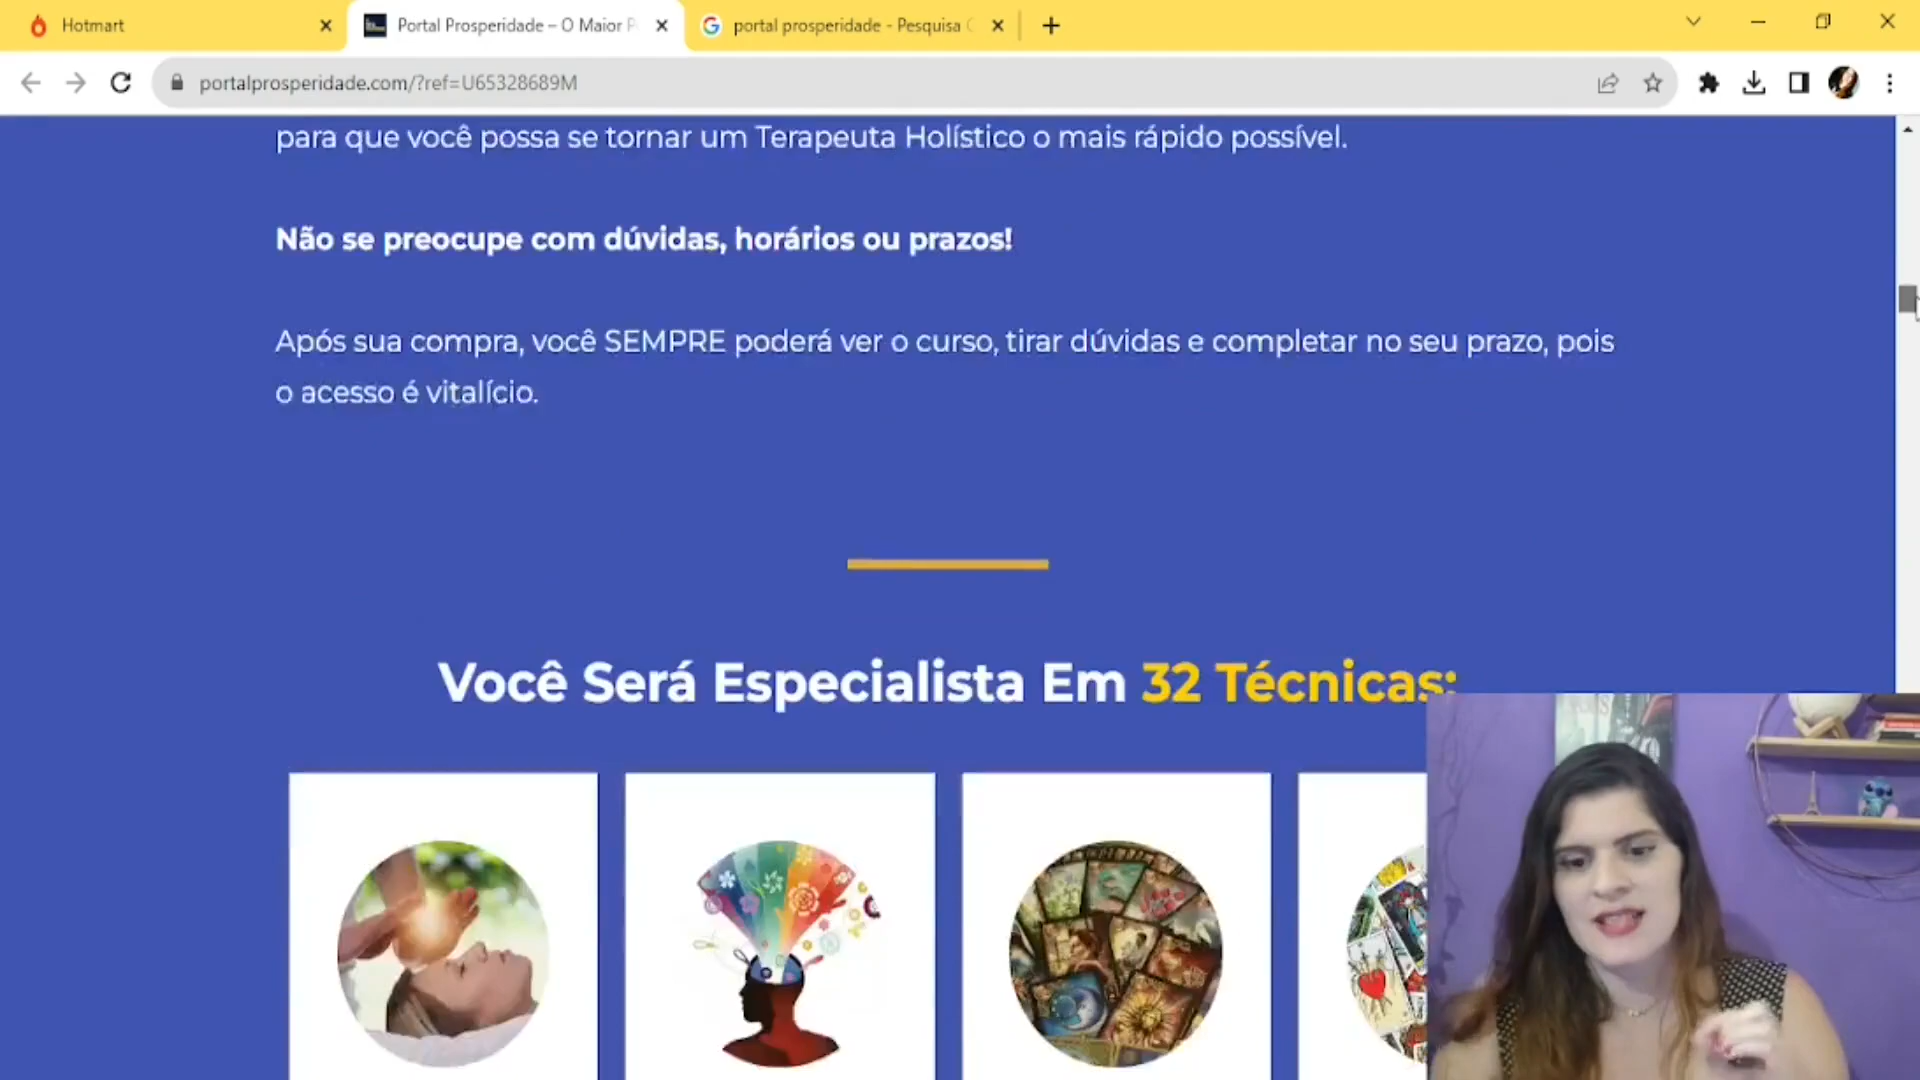 Hotmart
Portal Prosperidade – O Maior P
portal prosperidade - Pesquisa
portalprosperidade.com/?ref=U65328689M
para que você possa se tornar um Terapeuta Holístico o mais rápido possível.
Não se preocupe com dúvidas, horários ou prazos!
Após sua compra, você SEMPRE poderá ver o curso, tirar dúvidas e completar no seu prazo, pois
o acesso é vitalício.
Você Será Especialista Em 32 Técnicas: